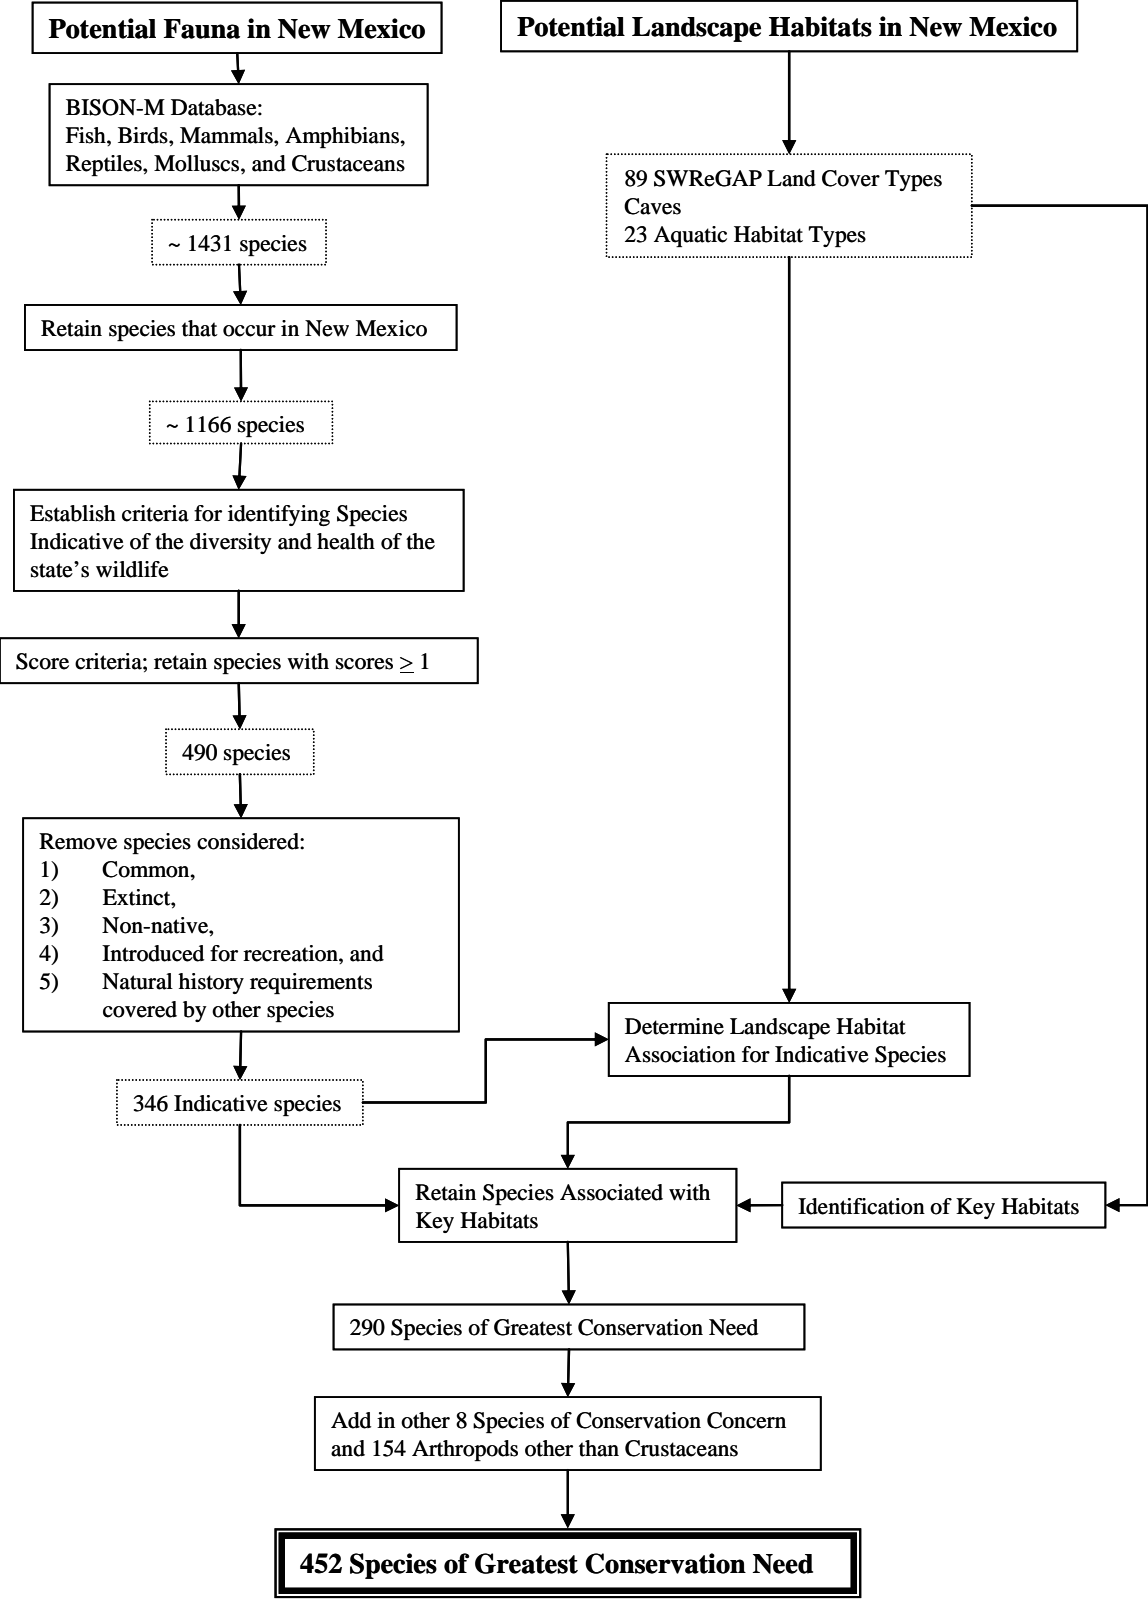 Potential Fauna in New Mexico
Potential Landscape Habitats in New Mexico
BISON-M Database:
Fish, Birds, Mammals, Amphibians,
Reptiles, Molluscs, and Crustaceans
89 SWReGAP Land Cover Types
Caves
23 Aquatic Habitat Types
~ 1431 species
Retain species that occur in New Mexico
~ 1166 species
Establish criteria for identifying Species
Indicative of the diversity and health of the
state’s wildlife
Score criteria; retain species with scores ≥ 1
490 species
Remove species considered:
1) Common,
2) Extinct,
3) Non-native,
4) Introduced for recreation, and
5) Natural history requirements
covered by other species
Determine Landscape Habitat
Association for Indicative Species
346 Indicative species
Retain Species Associated with
Key Habitats
Identification of Key Habitats
290 Species of Greatest Conservation Need
Add in other 8 Species of Conservation Concern
and 154 Arthropods other than Crustaceans
452 Species of Greatest Conservation Need